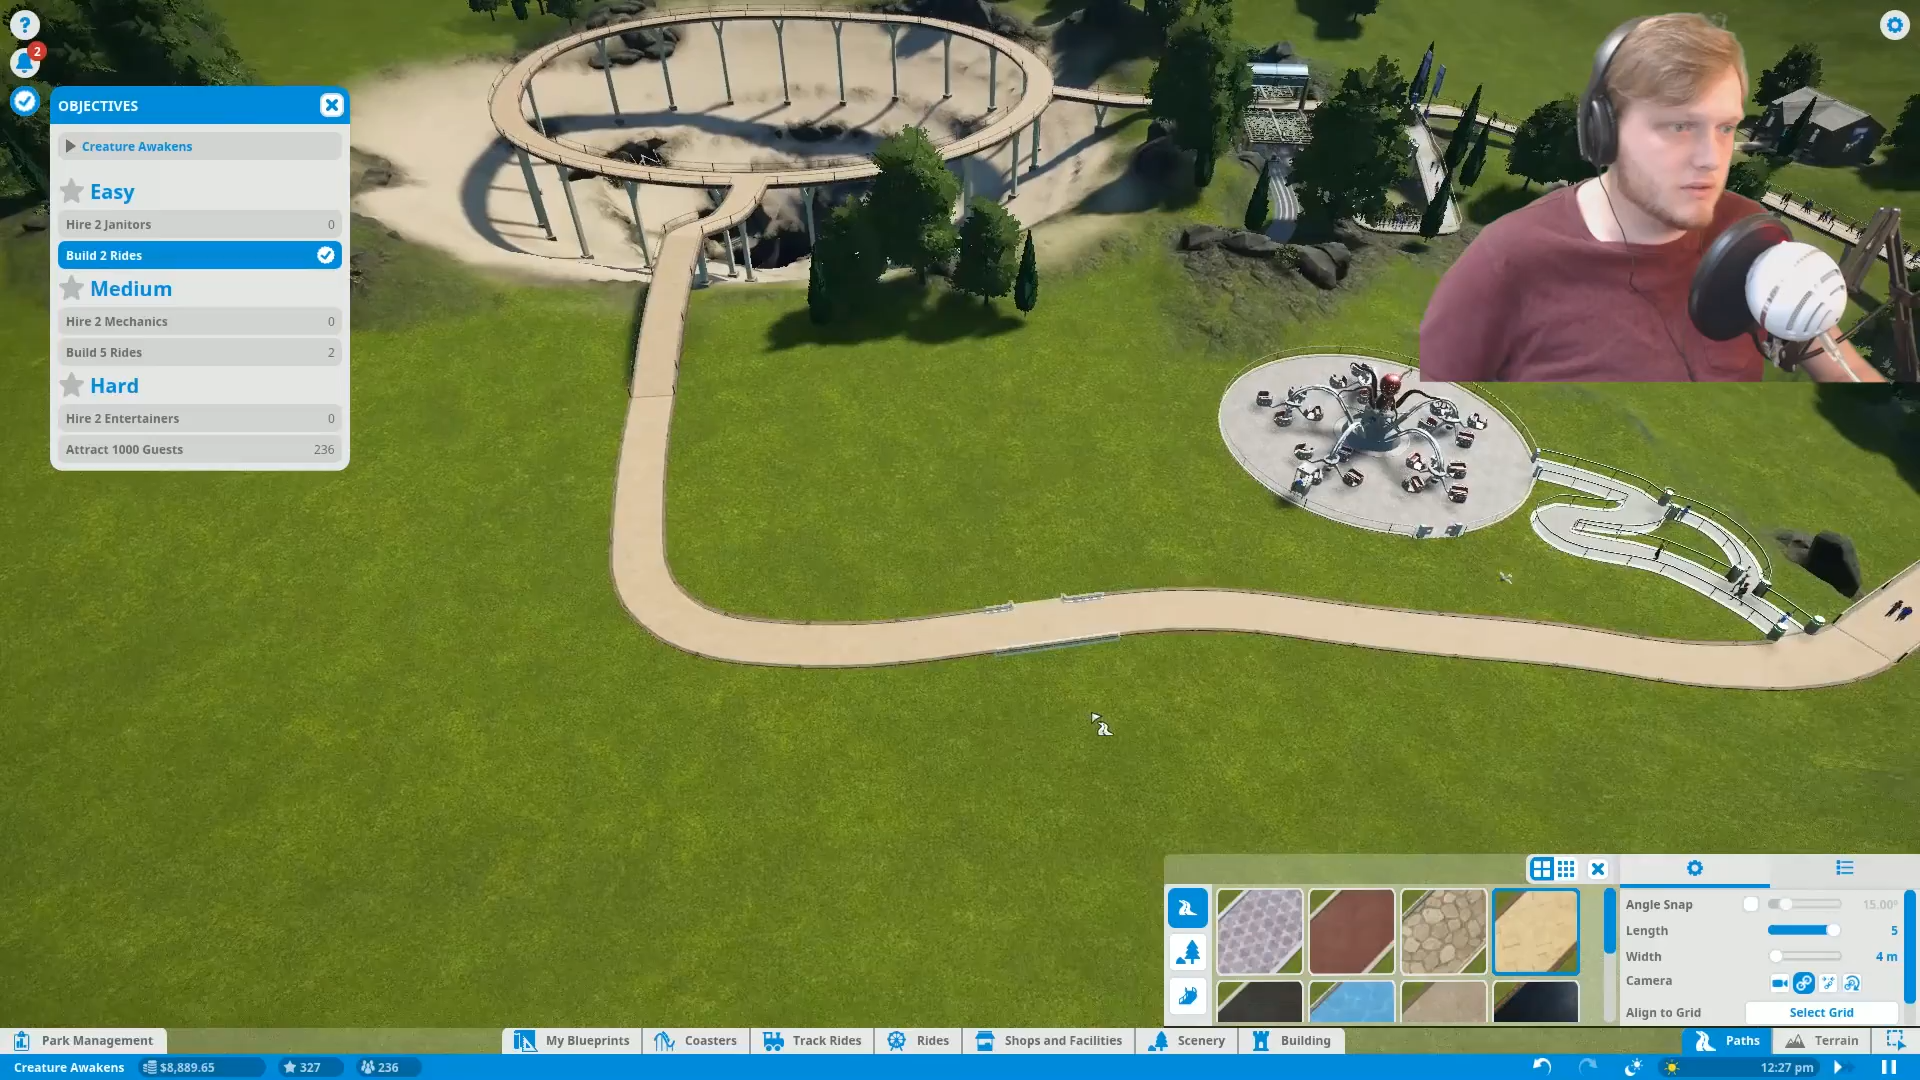 ?
2
OBJECTIVES
Creature Awakens
Easy
Hire 2 Janitors 0
Build 2 Rides
Medium
Hire 2 Mechanics 0
Build 5 Rides 2
Hard
Hire 2 Entertainers 0
Attract 1000 Guests 236
Angle Snap 15.00°
Length 5
Width 4 m
Camera
Align to Grid Select Grid
Park Management My Blueprints Coasters Track Rides Rides Shops and Facilities Scenery Building Paths Terrain
Creature Awakens $8,889.65 327 236 12:27 pm